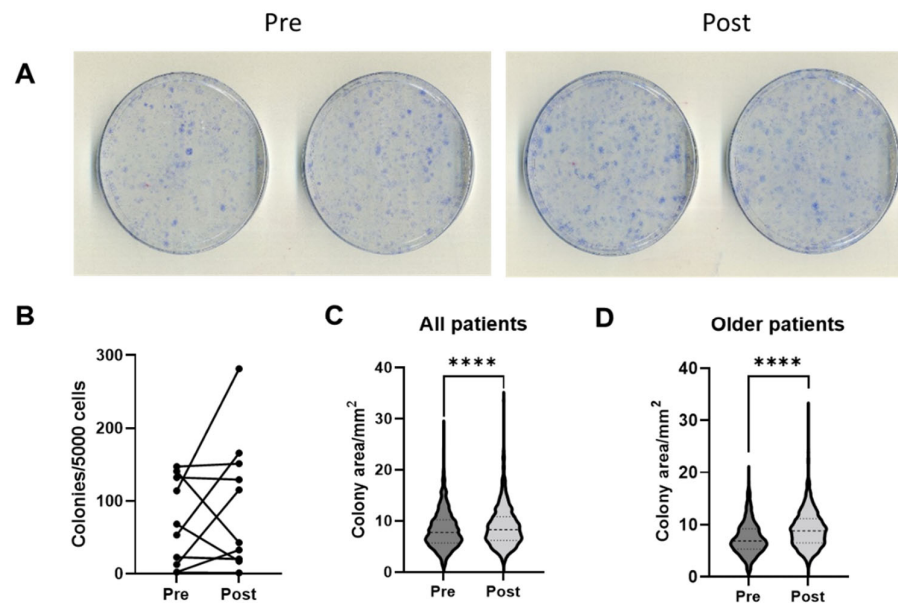 Pre Post
A
B
C
D
All patients
Older patients
Colonies/5000 cells
300
200
100
0
Pre Post
Colony area/mm²
40
30
20
10
0
****
Pre Post
Colony area/mm²
40
30
20
10
0
****
Pre Post